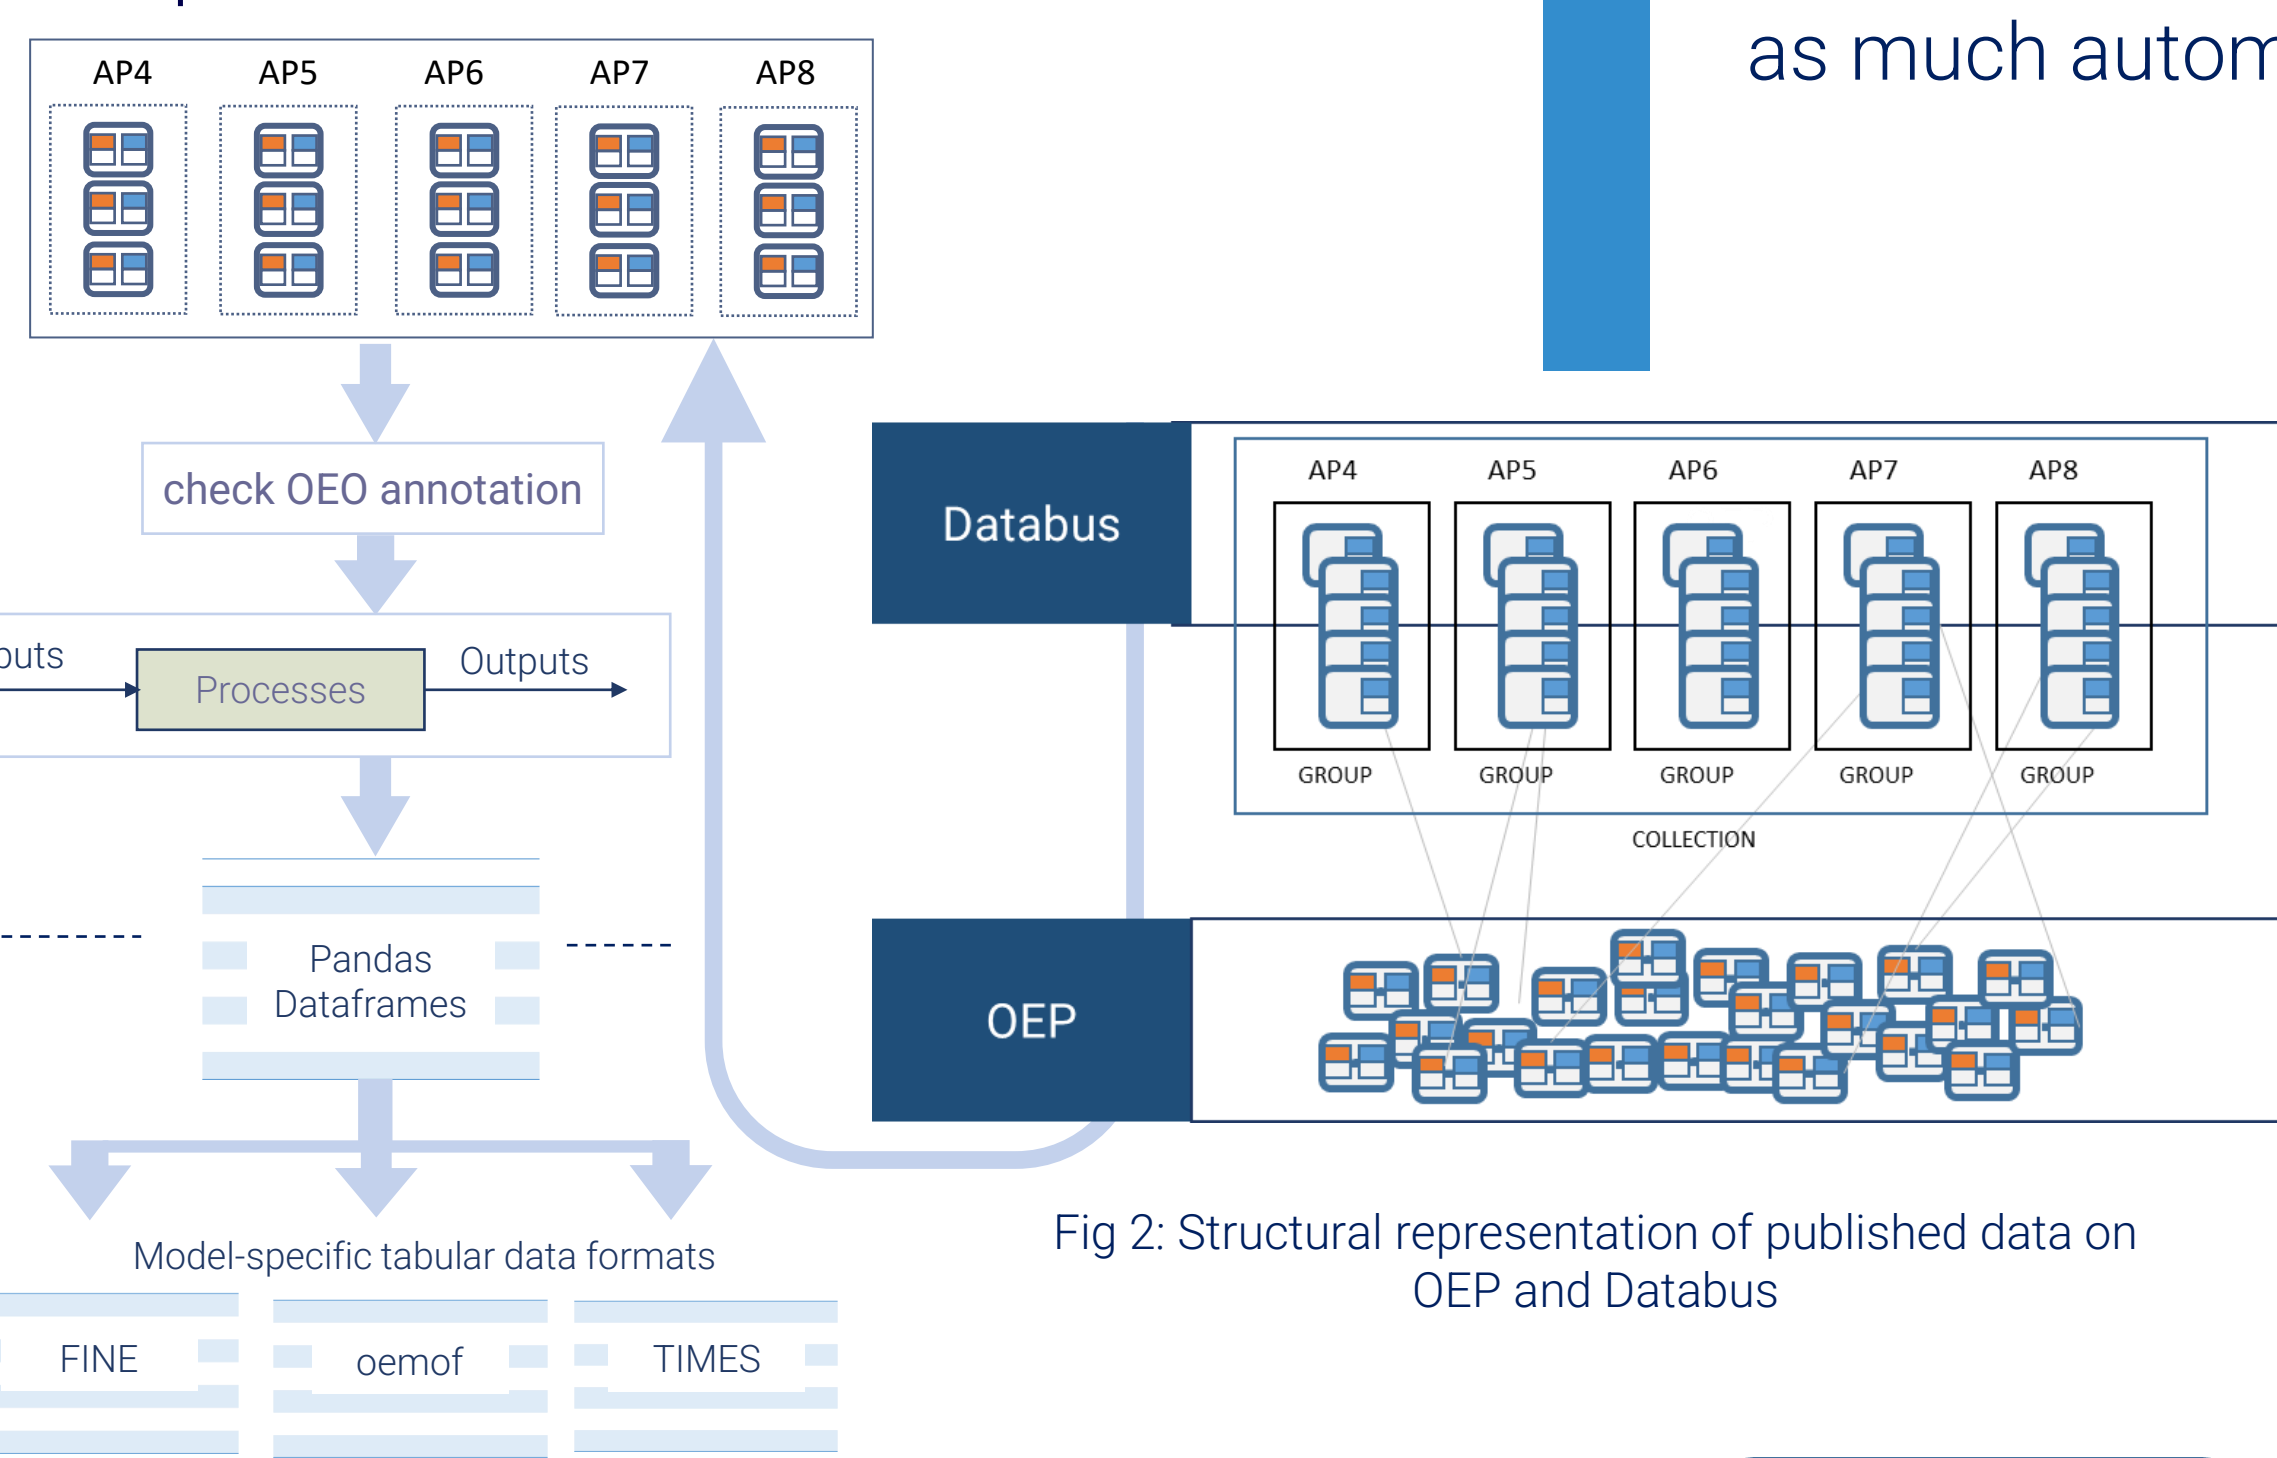 as much autom
AP4 AP5 AP6 AP7 AP8
check OEO annotation
puts
Processes
Outputs
Pandas
Dataframes
Model-specific tabular data formats
FINE
oemof
TIMES
Databus
AP4 AP5 AP6 AP7 AP8
GROUP GROUP GROUP GROUP GROUP
COLLECTION
OEP
Fig 2: Structural representation of published data on
OEP and Databus